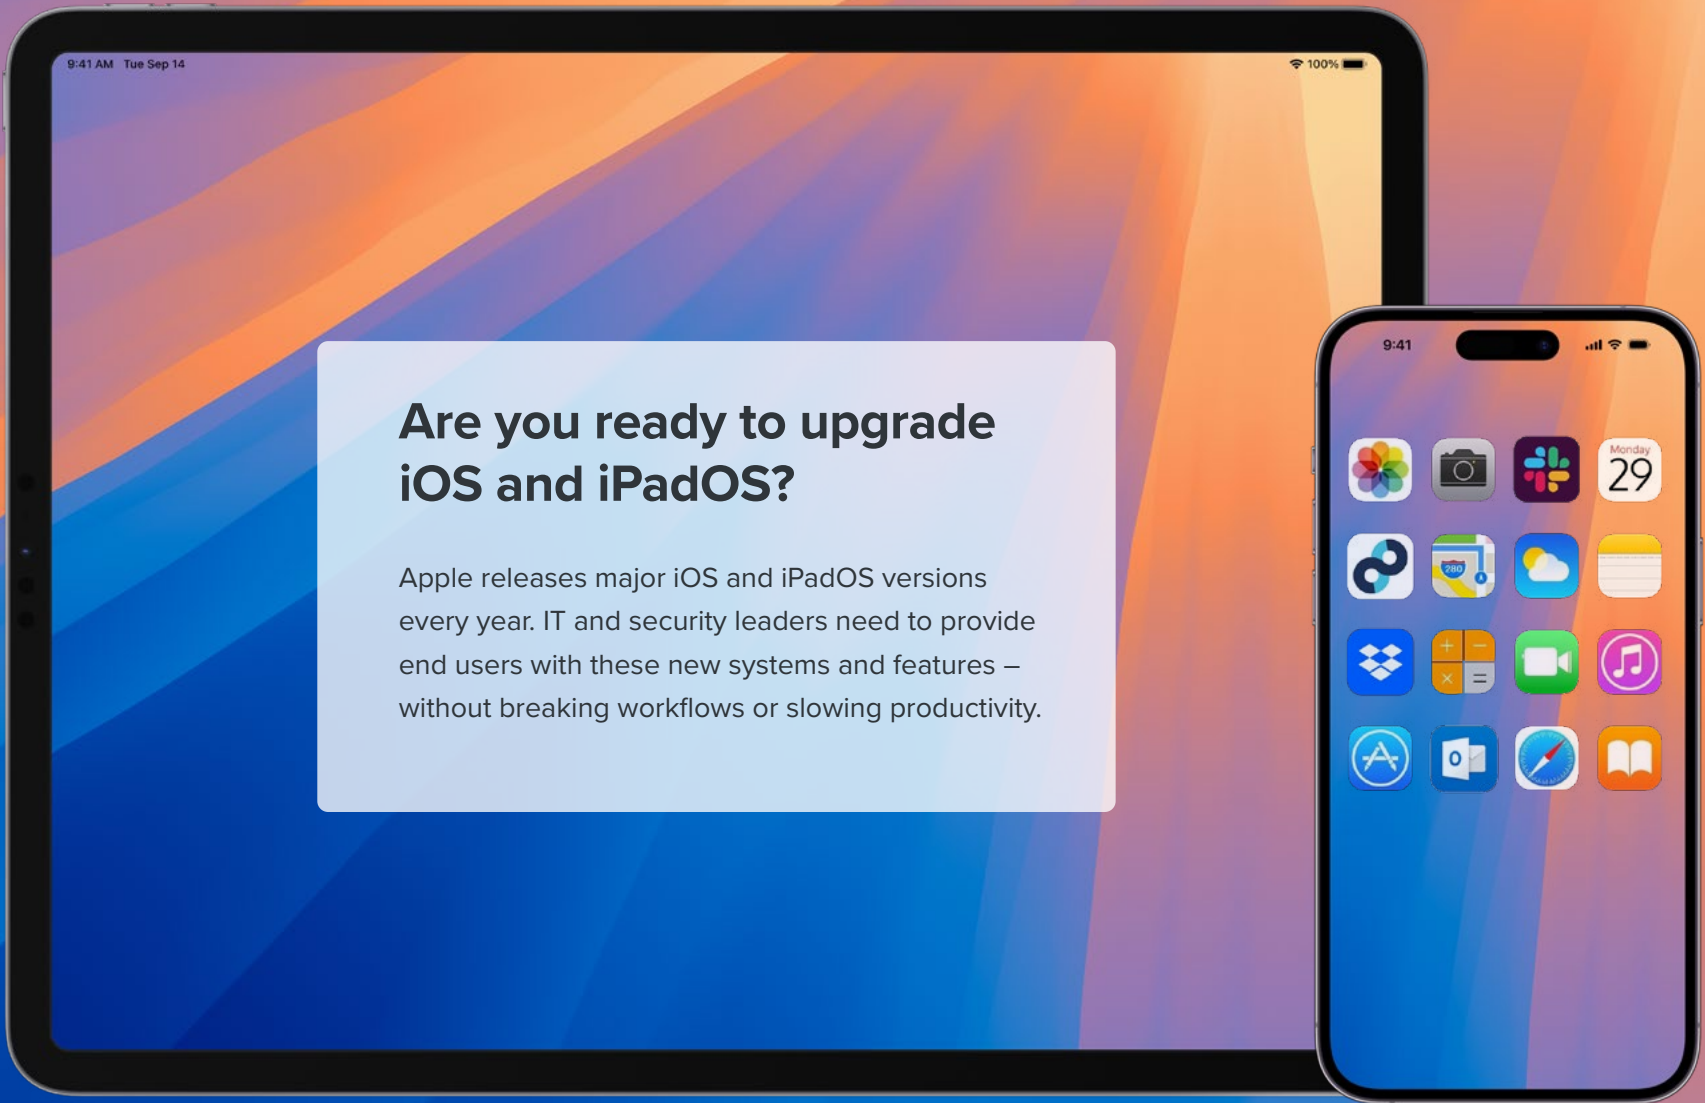 9:41 AM Tue Sep 14
100%
Are you ready to upgrade
iOS and iPadOS?
Apple releases major iOS and iPadOS versions
every year. IT and security leaders need to provide
end users with these new systems and features –
without breaking workflows or slowing productivity.
9:41
Monday
29
280
O